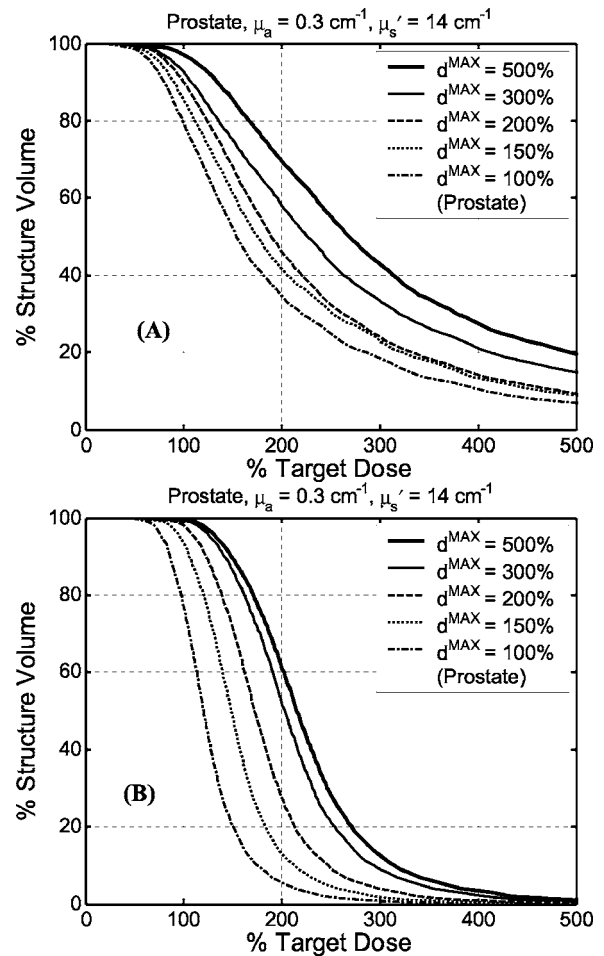 Prostate, μa = 0.3 cm-1, μs′ = 14 cm-1
100
80
60
40
20
0
% Structure Volume
dMAX = 500%
dMAX = 300%
dMAX = 200%
dMAX = 150%
dMAX = 100%
(Prostate)
(A)
0 100 200 300 400 500
% Target Dose
Prostate, μa = 0.3 cm-1, μs′ = 14 cm-1
100
80
60
40
20
0
% Structure Volume
dMAX = 500%
dMAX = 300%
dMAX = 200%
dMAX = 150%
dMAX = 100%
(Prostate)
(B)
0 100 200 300 400 500
% Target Dose